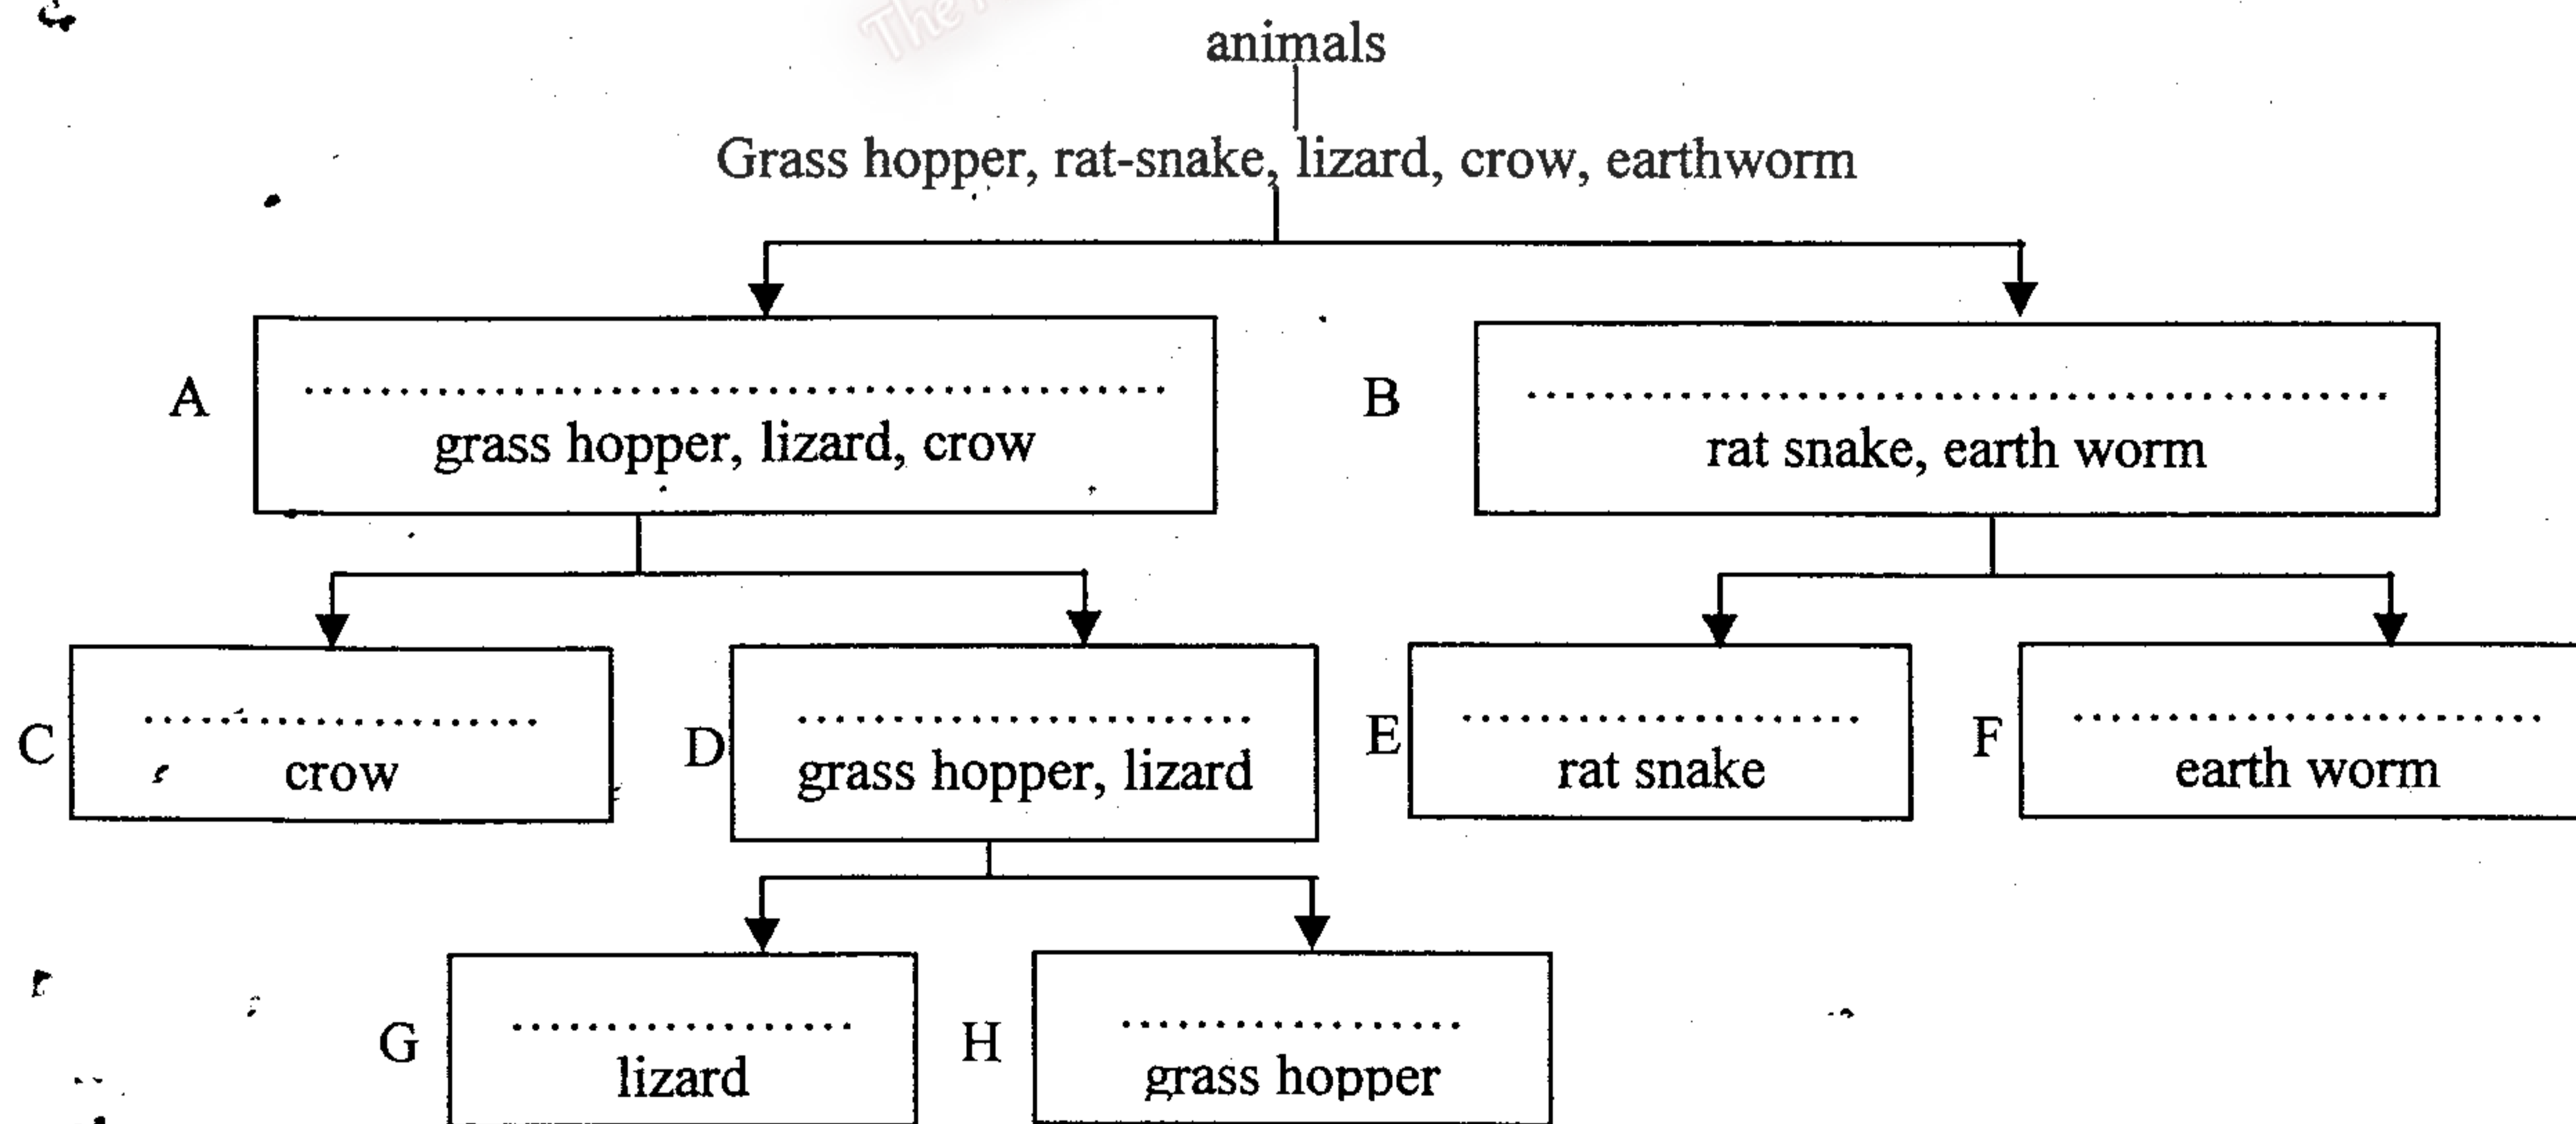 animals
Grass hopper, rat-snake, lizard, crow, earthworm
A
........................................
grass hopper, lizard, crow
B
........................................
rat snake, earth worm
C
........................
crow
D
........................
grass hopper, lizard
E
........................
rat snake
F
........................
earth worm
G
..................
lizard
H
..................
grass hopper